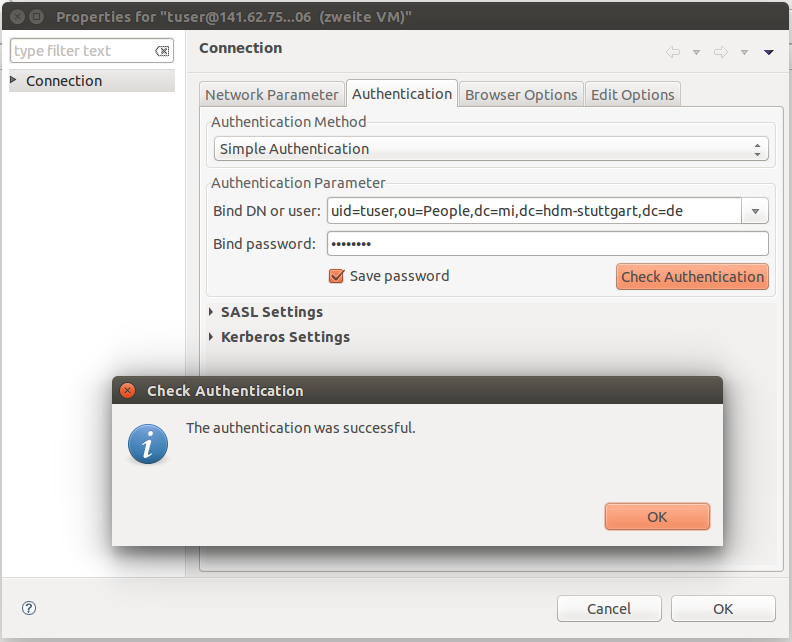 Properties for "tuser@141.62.75...06 (zweite VM)"
type filter text
Connection
Connection
Network Parameter Authentication Browser Options Edit Options
Authentication Method
Simple Authentication
Authentication Parameter
Bind DN or user: uid=tuser,ou=People,dc=mi,dc=hdm-stuttgart,dc=de
Bind password: ••••••••
Save password Check Authentication
SASL Settings
Kerberos Settings
Check Authentication
i The authentication was successful.
OK
? Cancel OK